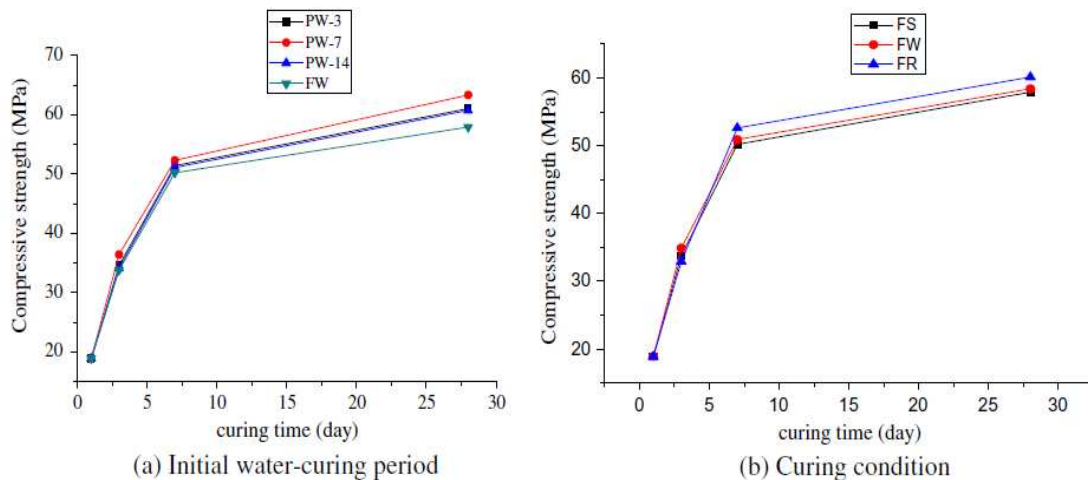 PW-3
PW-7
PW-14
FW
70
60
50
40
30
20
Compressive strength (MPa)
0 5 10 15 20 25 30
curing time (day)
(a) Initial water-curing period
FS
FW
FR
60
50
40
30
20
Compressive strength (MPa)
0 5 10 15 20 25 30
curing time (day)
(b) Curing condition